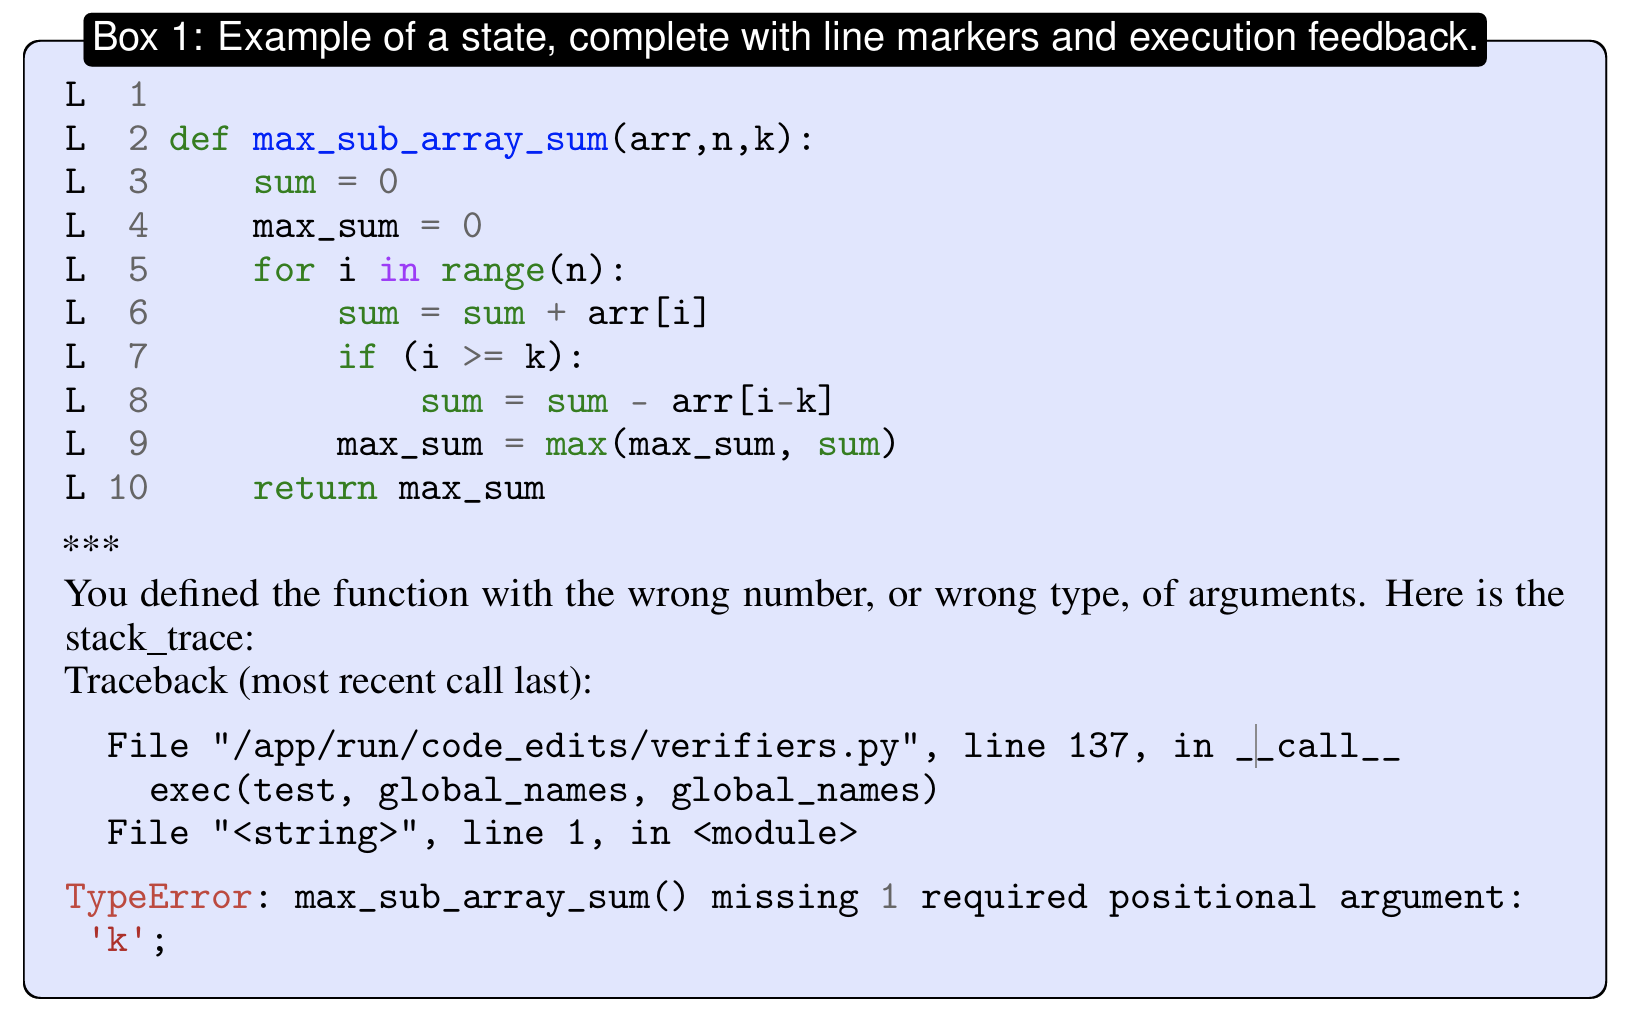 Box 1: Example of a state, complete with line markers and execution feedback.
L  1
L  2 def max_sub_array_sum(arr,n,k):
L  3     sum = 0
L  4     max_sum = 0
L  5     for i in range(n):
L  6         sum = sum + arr[i]
L  7         if (i >= k):
L  8             sum = sum - arr[i-k]
L  9         max_sum = max(max_sum, sum)
L 10     return max_sum
***
You defined the function with the wrong number, or wrong type, of arguments. Here is the
stack_trace:
Traceback (most recent call last):
  File "/app/run/code_edits/verifiers.py", line 137, in __call__
    exec(test, global_names, global_names)
  File "<string>", line 1, in <module>
TypeError: max_sub_array_sum() missing 1 required positional argument:
 'k';